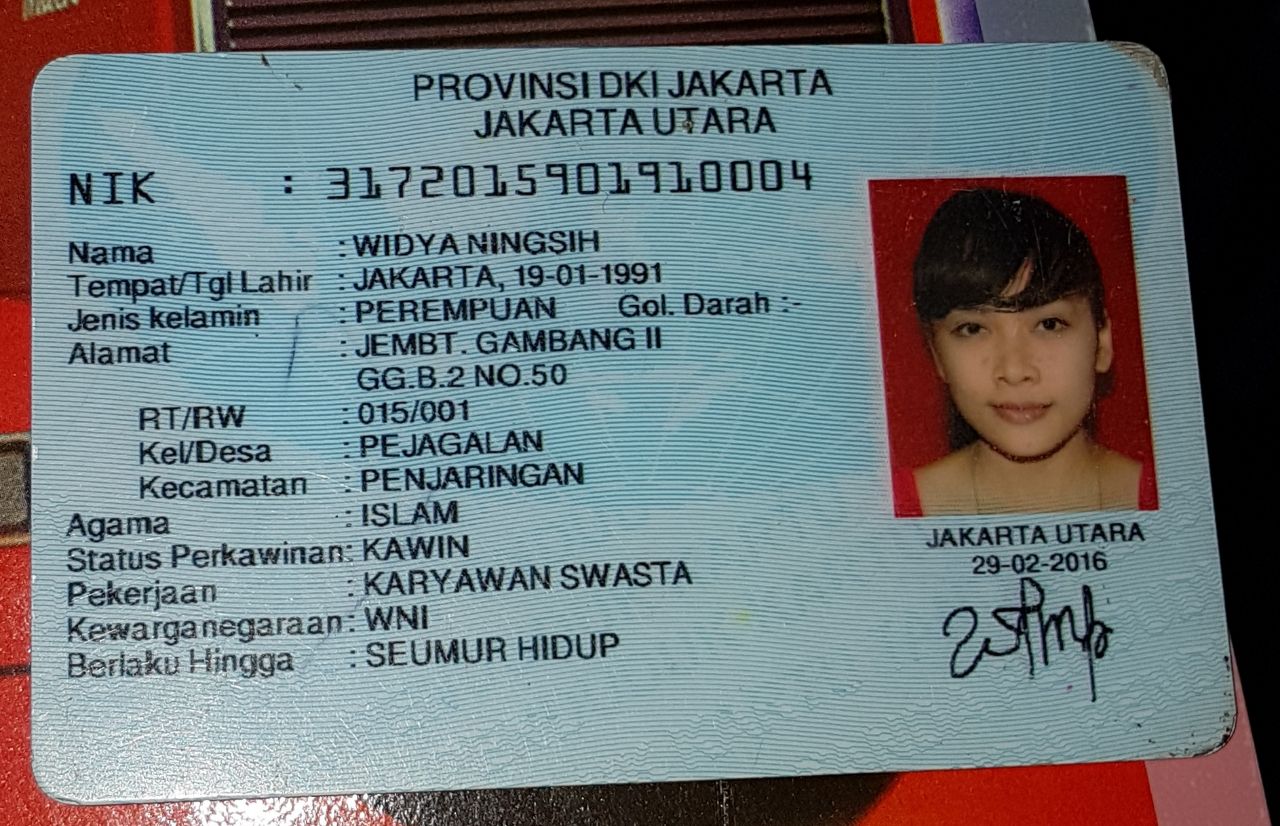 PROVINSI DKI JAKARTA
JAKARTA UTARA
NIK : 3172015901910004
Nama : WIDYA NINGSIH
Tempat/Tgl Lahir : JAKARTA, 19-01-1991
Jenis kelamin : PEREMPUAN Gol. Darah :-
Alamat : JEMBT. GAMBANG II
GG.B.2 NO.50
RT/RW : 015/001
Kel/Desa : PEJAGALAN
Kecamatan : PENJARINGAN
Agama : ISLAM
Status Perkawinan: KAWIN
Pekerjaan : KARYAWAN SWASTA
Kewarganegaraan: WNI
Berlaku Hingga : SEUMUR HIDUP
JAKARTA UTARA
29-02-2016